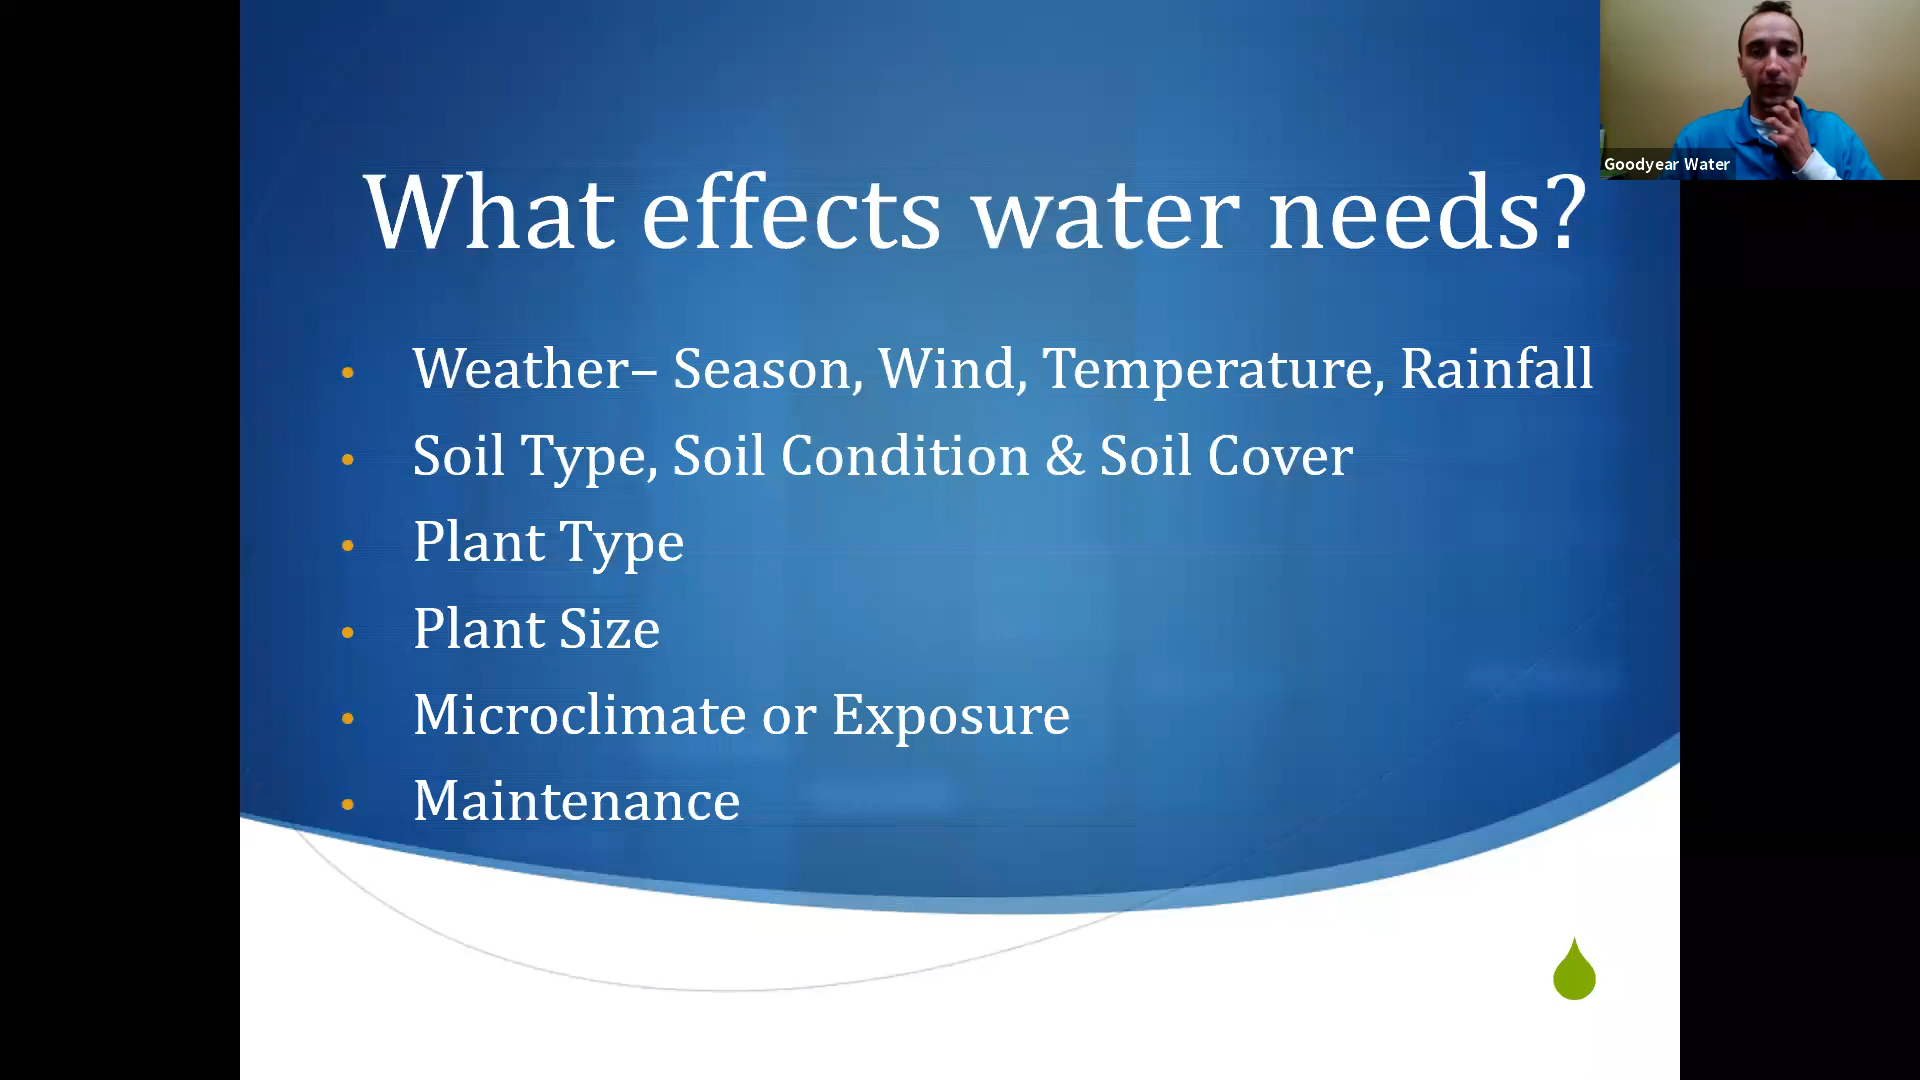 Goodyear Water
What effects water needs?
• Weather– Season, Wind, Temperature, Rainfall
• Soil Type, Soil Condition & Soil Cover
• Plant Type
• Plant Size
• Microclimate or Exposure
• Maintenance